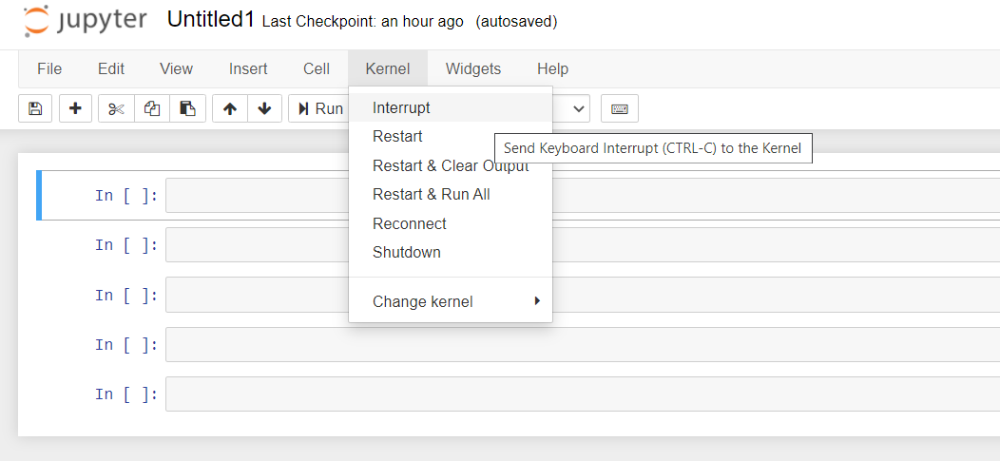 jupyter Untitled1 Last Checkpoint: an hour ago (autosaved)
File Edit View Insert Cell Kernel Widgets Help
Run
Interrupt
Restart
Send Keyboard Interrupt (CTRL-C) to the Kernel
Restart & Clear Output
Restart & Run All
Reconnect
Shutdown
Change kernel
In [ ]:
In [ ]:
In [ ]:
In [ ]:
In [ ]: